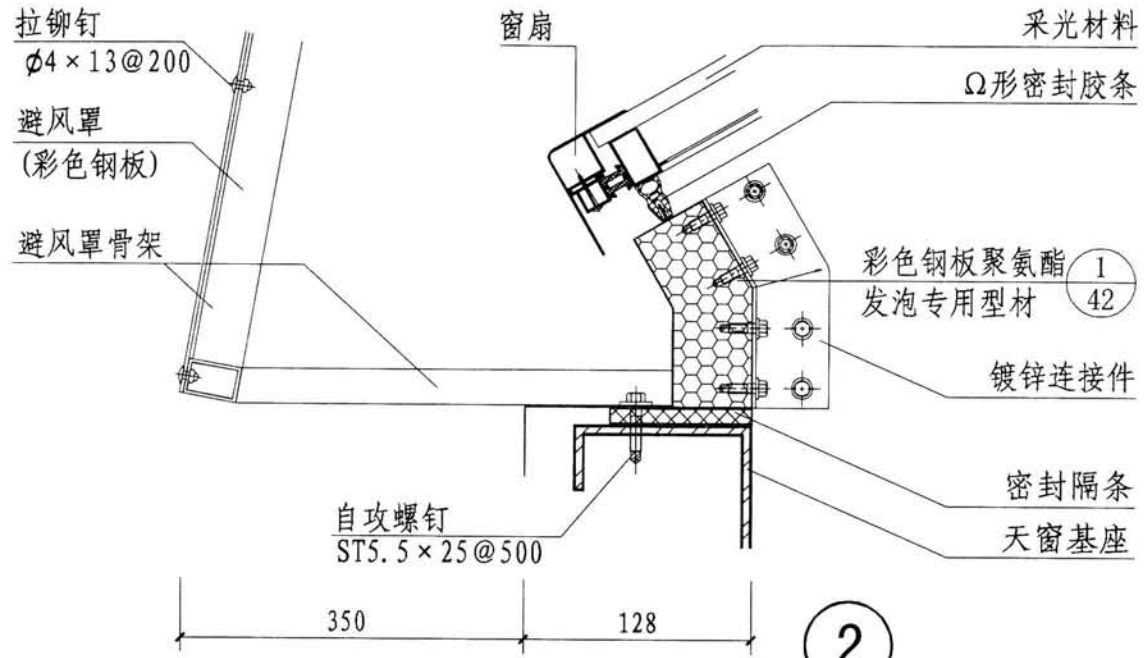 拉铆钉
ϕ4×13@200
避风罩
(彩色钢板)
避风罩骨架
窗扇
采光材料
Ω形密封胶条
彩色钢板聚氨酯
发泡专用型材
1
42
镀锌连接件
密封隔条
天窗基座
自攻螺钉
ST5.5×25@500
350
128
2